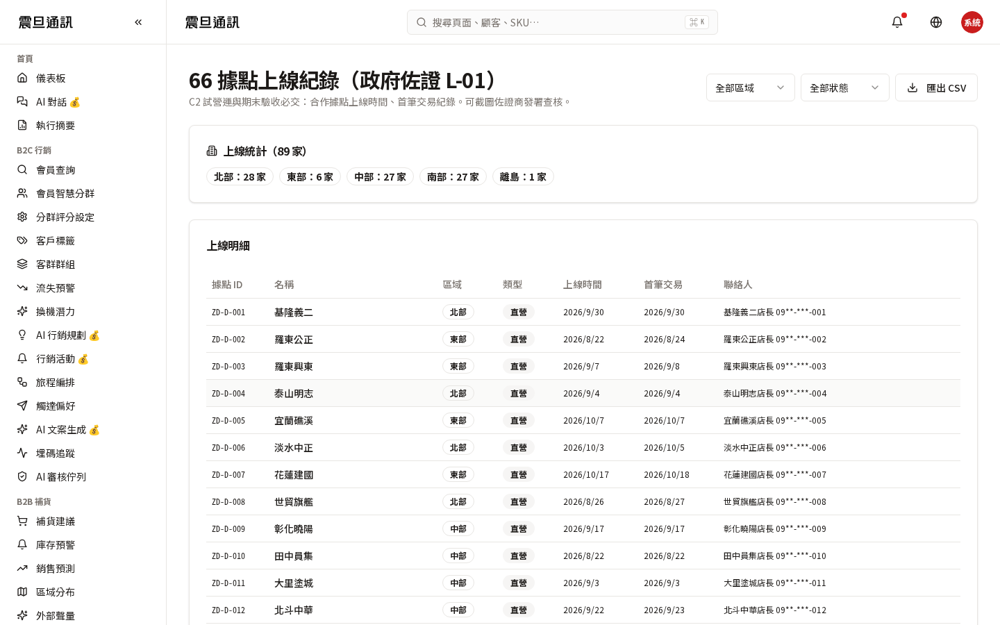 震旦通訊
震旦通訊
搜尋頁面、顧客、SKU…
⌘ K
系統
首頁
儀表板
AI 對話 💰
執行摘要
B2C 行銷
會員查詢
會員智慧分群
分群評分設定
客戶標籤
客群群組
流失預警
換機潛力
AI 行銷規劃 💰
行銷活動 💰
旅程編排
觸達偏好
AI 文案生成 💰
埋碼追蹤
AI 審核佇列
B2B 補貨
補貨建議
庫存預警
銷售預測
區域分布
外部聲量
66 據點上線紀錄（政府佐證 L-01）
C2 試營運與期末驗收必交：合作據點上線時間、首筆交易紀錄。可截圖佐證商發署查核。
全部區域
全部狀態
匯出 CSV
上線統計（89 家）
北部：28 家
東部：6 家
中部：27 家
南部：27 家
離島：1 家
上線明細
據點 ID 名稱 區域 類型 上線時間 首筆交易 聯絡人
ZD-D-001 基隆義二 北部 直營 2026/9/30 2026/9/30 基隆義二店長 09**-***-001
ZD-D-002 羅東公正 東部 直營 2026/8/22 2026/8/24 羅東公正店長 09**-***-002
ZD-D-003 羅東興東 東部 直營 2026/9/7 2026/9/8 羅東興東店長 09**-***-003
ZD-D-004 泰山明志 北部 直營 2026/9/4 2026/9/4 泰山明志店長 09**-***-004
ZD-D-005 宜蘭礁溪 東部 直營 2026/10/7 2026/10/7 宜蘭礁溪店長 09**-***-005
ZD-D-006 淡水中正 北部 直營 2026/10/3 2026/10/5 淡水中正店長 09**-***-006
ZD-D-007 花蓮建國 東部 直營 2026/10/17 2026/10/18 花蓮建國店長 09**-***-007
ZD-D-008 世貿旗艦 北部 直營 2026/8/26 2026/8/27 世貿旗艦店長 09**-***-008
ZD-D-009 彰化曉陽 中部 直營 2026/9/17 2026/9/17 彰化曉陽店長 09**-***-009
ZD-D-010 田中員集 中部 直營 2026/8/22 2026/8/22 田中員集店長 09**-***-010
ZD-D-011 大里塗城 中部 直營 2026/9/3 2026/9/3 大里塗城店長 09**-***-011
ZD-D-012 北斗中華 中部 直營 2026/9/22 2026/9/23 北斗中華店長 09**-***-012